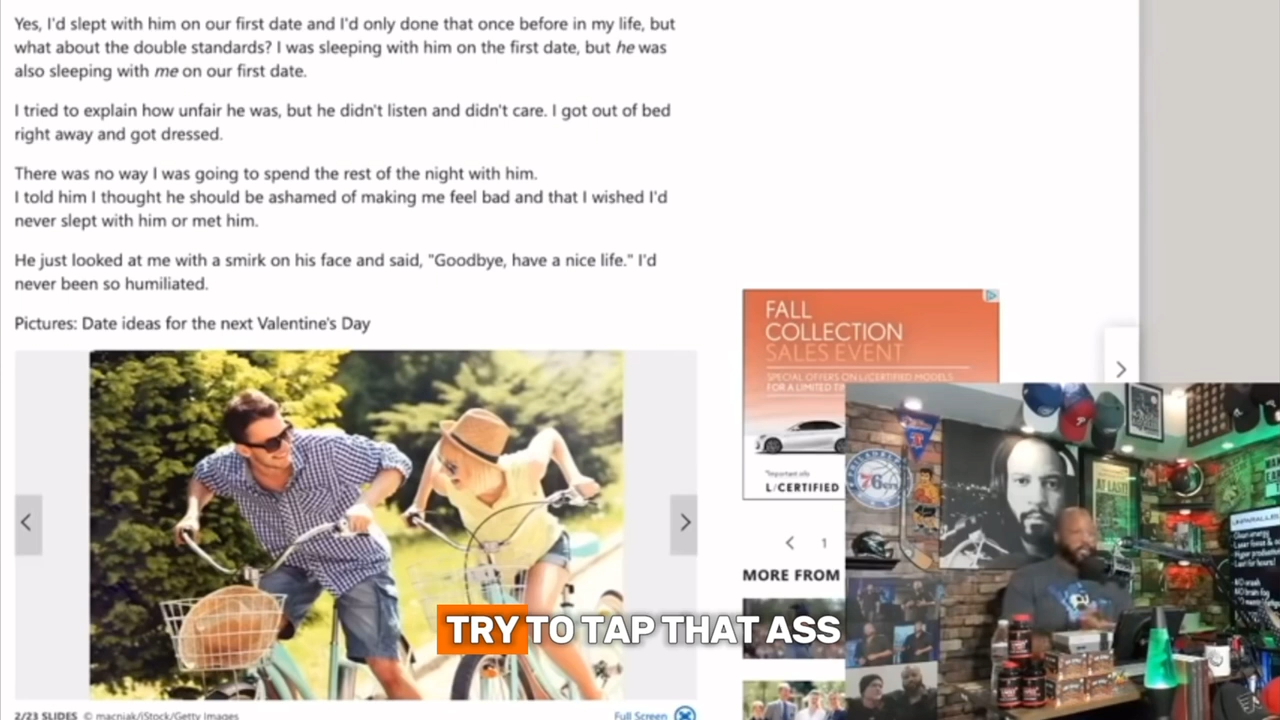 Yes, I'd slept with him on our first date and I'd only done that once before in my life, but
what about the double standards? I was sleeping with him on the first date, but he was
also sleeping with me on our first date.
I tried to explain how unfair he was, but he didn't listen and didn't care. I got out of bed
right away and got dressed.
There was no way I was going to spend the rest of the night with him.
I told him I thought he should be ashamed of making me feel bad and that I wished I'd
never slept with him or met him.
He just looked at me with a smirk on his face and said, "Goodbye, have a nice life." I'd
never been so humiliated.
Pictures: Date ideas for the next Valentine's Day
FALL
COLLECTION
SALES EVENT
SPECIAL OFFERS ON L/CERTIFIED MODELS
FOR A LIMITED
*Important info
L/CERTIFIED
1
MORE FROM
PHILADELPHIA
76ers
AT LAST!
TRY TO TAP THAT ASS
2/23 SLIDES © macniak/iStock/Getty Images
Full Screen